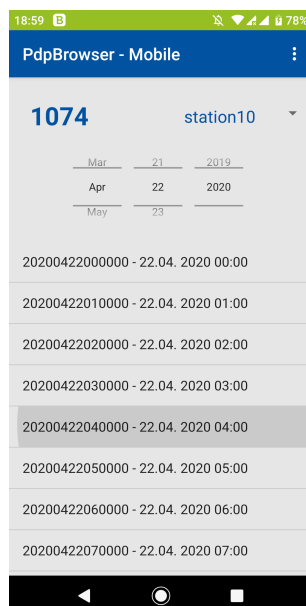 18:59 B 78%
PdpBrowser - Mobile
1074 station10
Mar 21 2019
Apr 22 2020
May 23
20200422000000 - 22.04. 2020 00:00
20200422010000 - 22.04. 2020 01:00
20200422020000 - 22.04. 2020 02:00
20200422030000 - 22.04. 2020 03:00
20200422040000 - 22.04. 2020 04:00
20200422050000 - 22.04. 2020 05:00
20200422060000 - 22.04. 2020 06:00
20200422070000 - 22.04. 2020 07:00